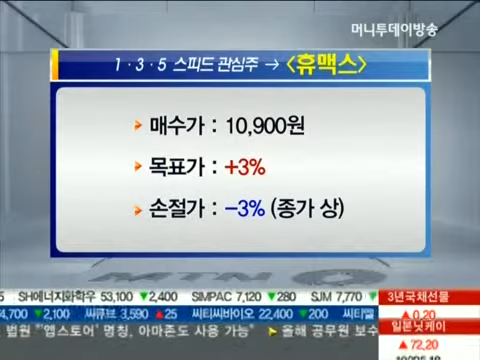 머니투데이방송
1·3·5 스피드 관심주 → <휴맥스>
매수가 : 10,900원
목표가 : +3%
손절가 : -3% (종가 상)
MTN
5 SH에너지화학우 53,100 ▼2,400 SIMPAC 7,120 ▼280 SJM 7,770 ▼
00 ▼2,100 씨큐브 3,590 ▲25 씨티씨바이오 22,400 ▼200 씨티엘
법원 "'앱스토어' 명칭, 아마존도 사용 가능" ▶ 올해 공무원 보수
3년국채선물
▲ 0.20
일본닛케이
▲ 72.20